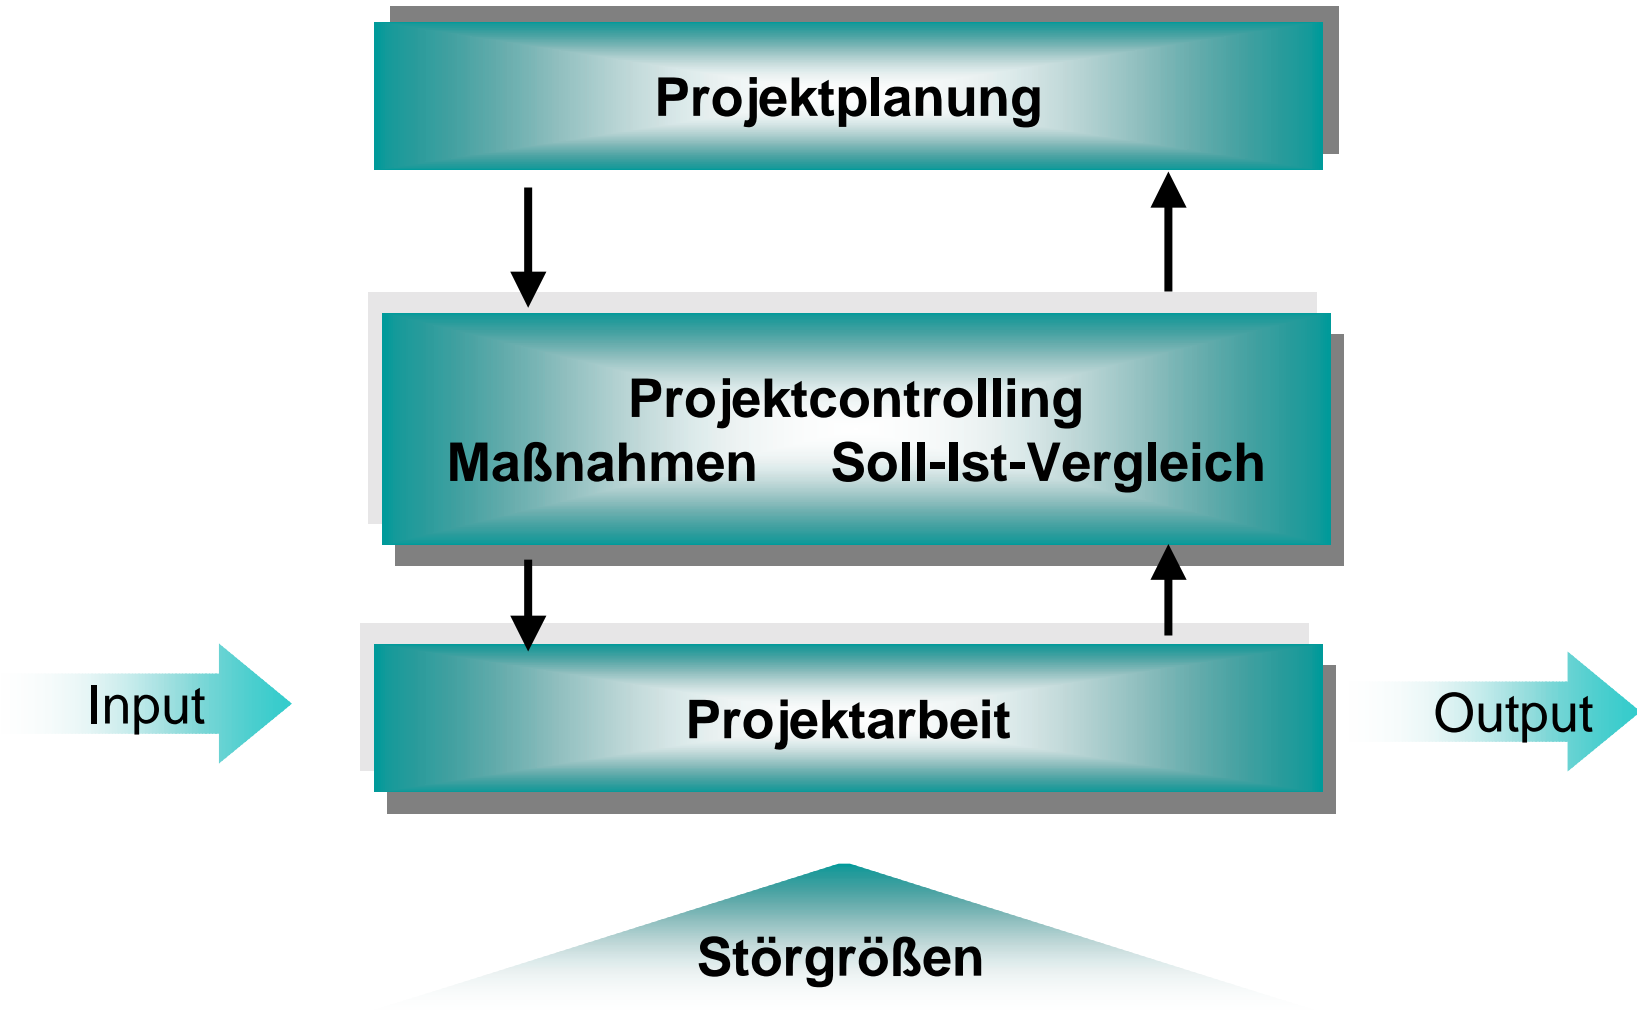 Projektplanung
Projektcontrolling
Maßnahmen Soll-Ist-Vergleich
Input
Projektarbeit
Output
Störgrößen